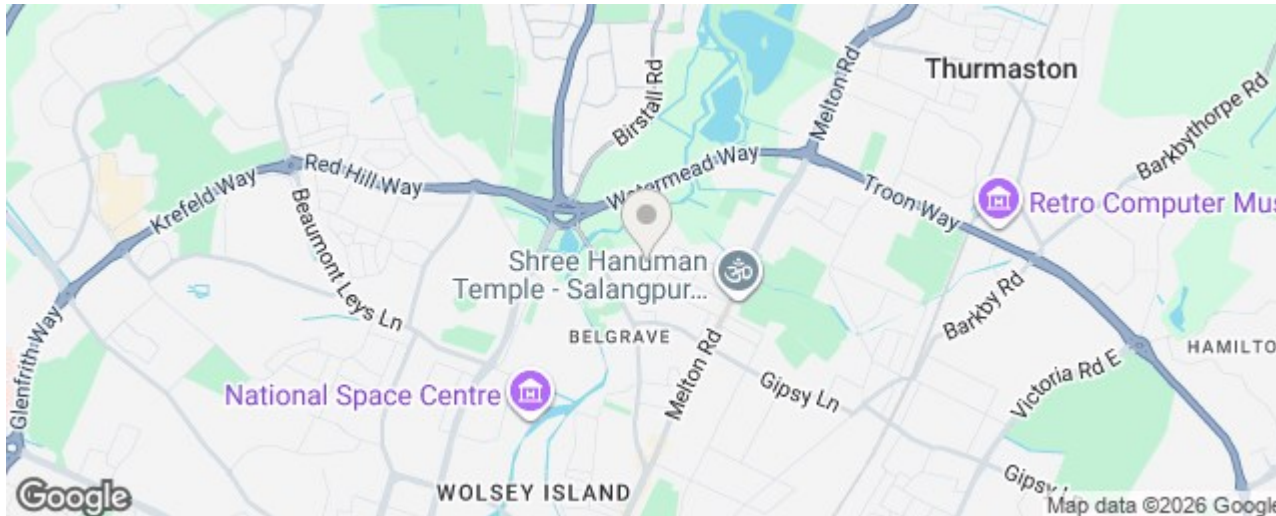 Thurmaston
Birstall Rd
Melton Rd
Barkbythorpe Rd
Red Hill Way
Watermead Way
Krefeld Way
Troon Way
Retro Computer Mus
Beaumont Leys Ln
Shree Hanuman
Temple - Salangpur...
Barkby Rd
BELGRAVE
HAMILTO
Glenfrith Way
Melton Rd
Victoria Rd E
National Space Centre
Gipsy Ln
WOLSEY ISLAND
Gipsy Ln
Google
Map data ©2026 Google